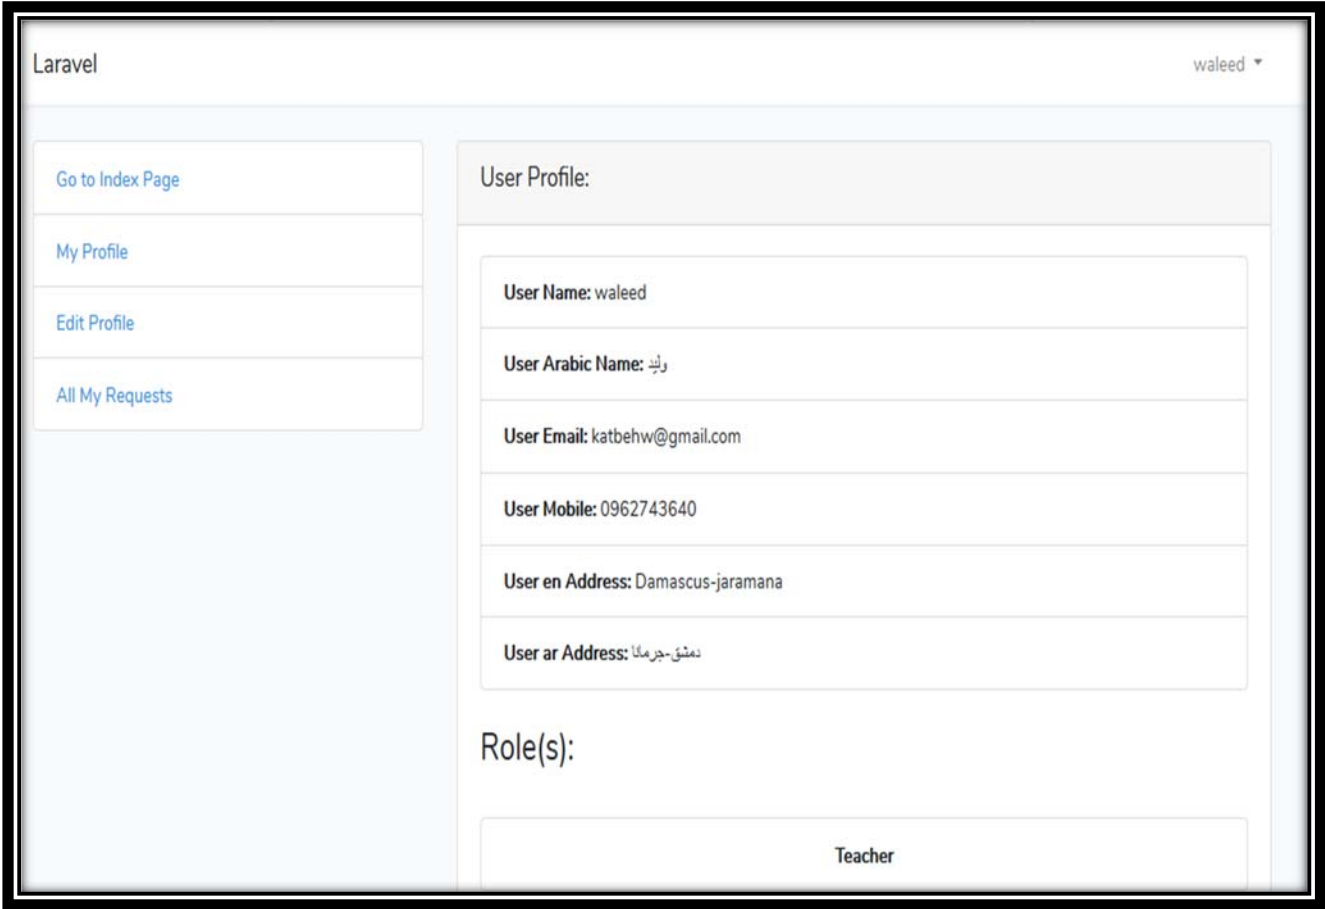 Laravel
waleed
Go to Index Page
My Profile
Edit Profile
All My Requests
User Profile:
User Name: waleed
User Arabic Name: وليد
User Email: katbehw@gmail.com
User Mobile: 0962743640
User en Address: Damascus-jaramana
User ar Address: دمشق-جرمانا
Role(s):
Teacher